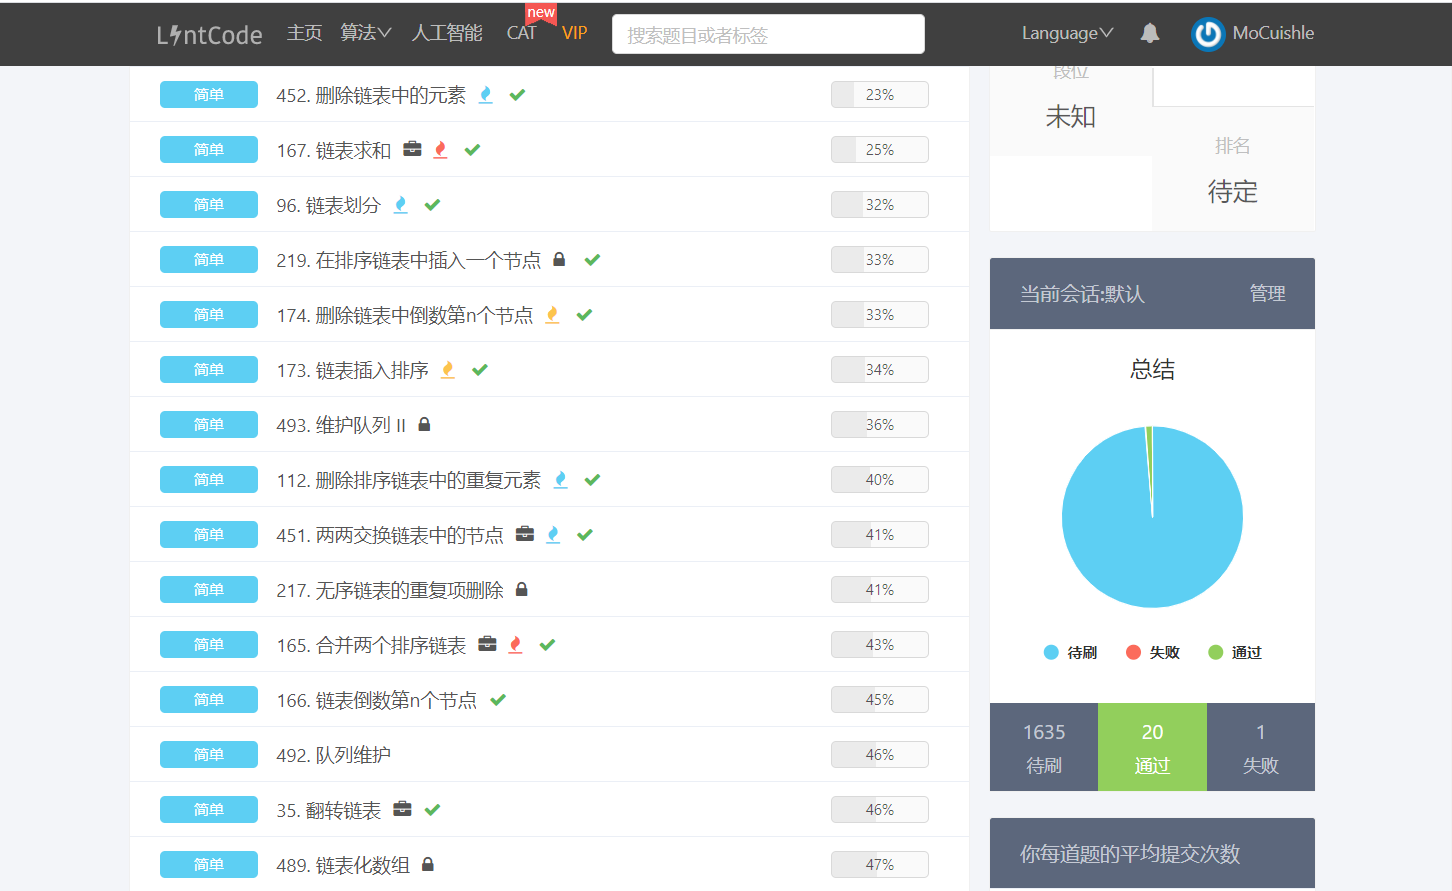 LintCode 主页 算法 人工智能 CAT new VIP 搜索题目或者标签 Language MoCuishle
简单 452. 删除链表中的元素 23%
简单 167. 链表求和 25%
简单 96. 链表划分 32%
简单 219. 在排序链表中插入一个节点 33%
简单 174. 删除链表中倒数第n个节点 33%
简单 173. 链表插入排序 34%
简单 493. 维护队列 II 36%
简单 112. 删除排序链表中的重复元素 40%
简单 451. 两两交换链表中的节点 41%
简单 217. 无序链表的重复项删除 41%
简单 165. 合并两个排序链表 43%
简单 166. 链表倒数第n个节点 45%
简单 492. 队列维护 46%
简单 35. 翻转链表 46%
简单 489. 链表化数组 47%
段位
未知
排名
待定
当前会话:默认 管理
总结
待刷 失败 通过
1635 20 1
待刷 通过 失败
你每道题的平均提交次数